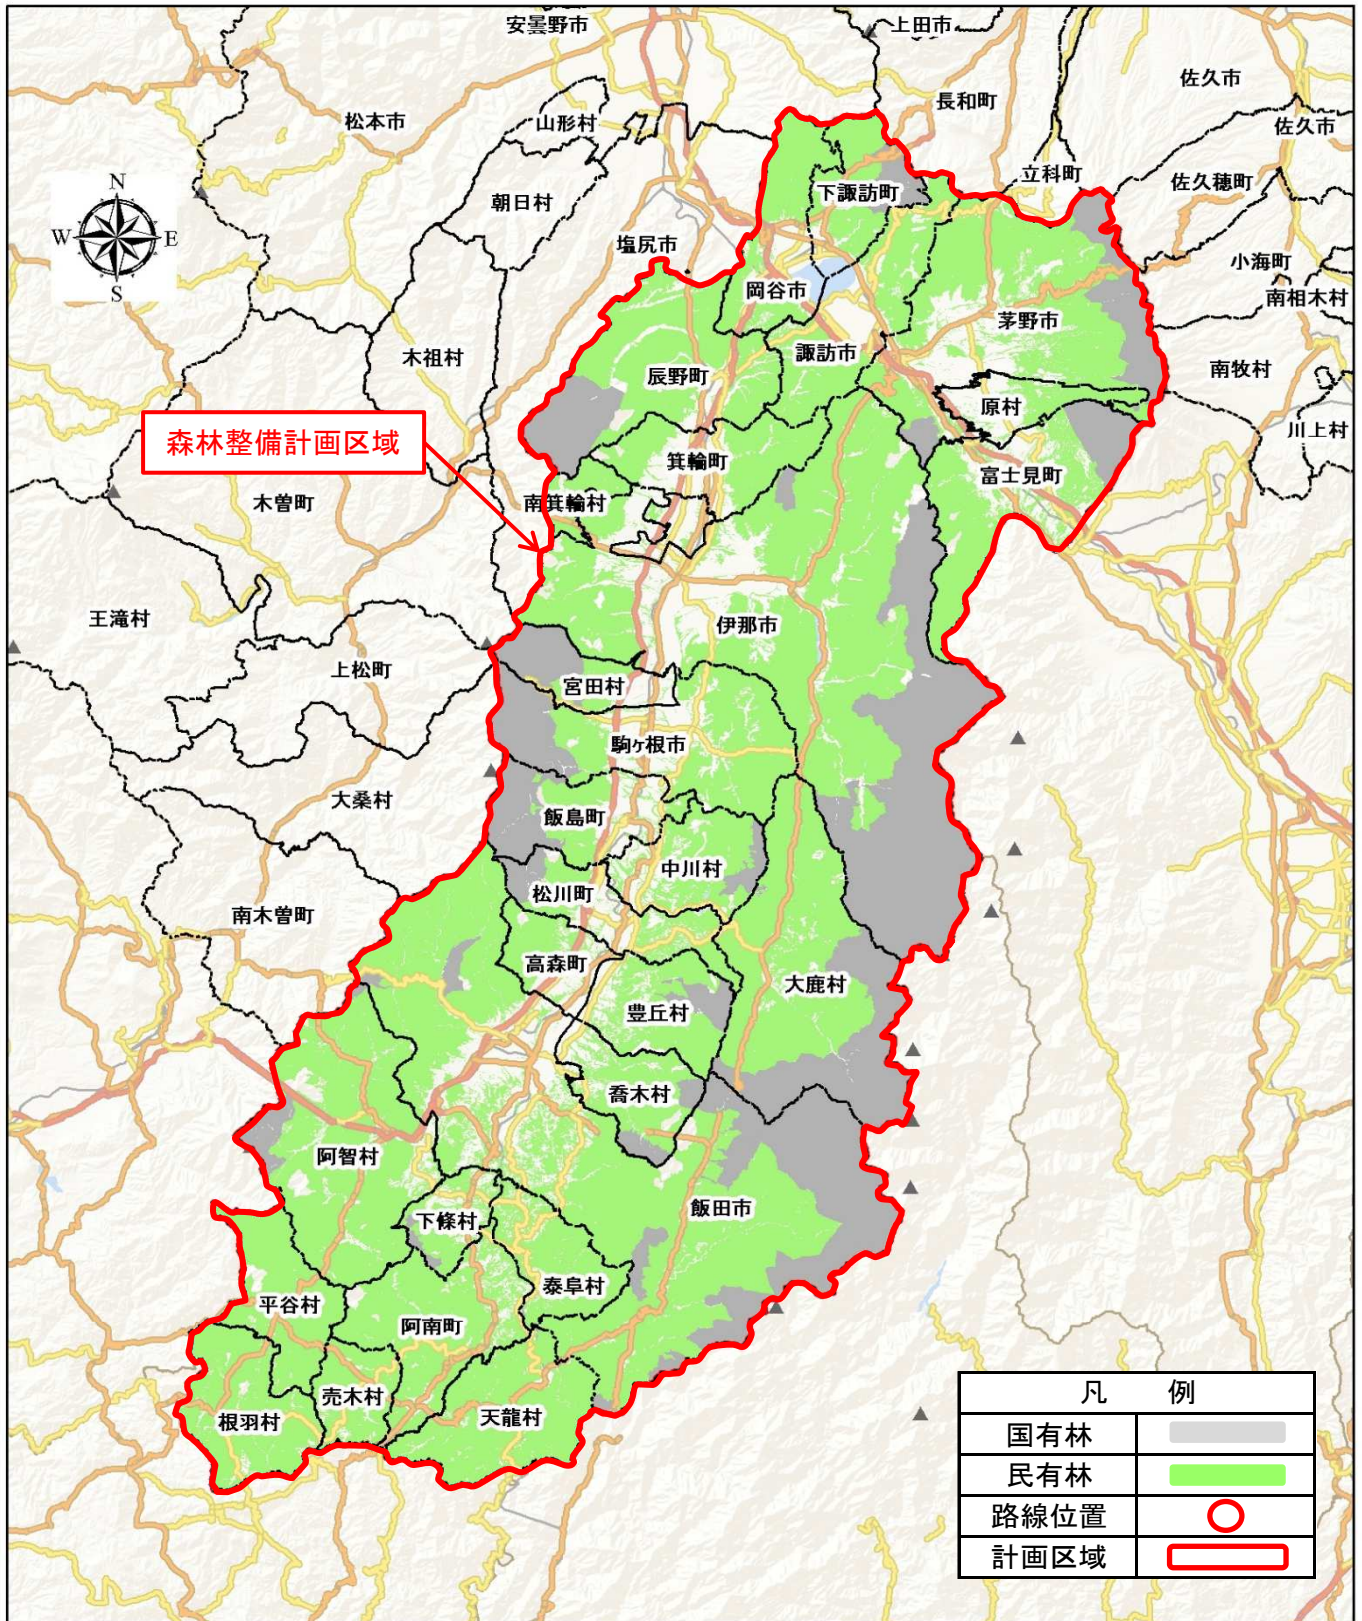 安曇野市
上田市
佐久市
長和町
松本市
山形村
佐久市
立科町
佐久穂町
下諏訪町
朝日村
N
W
E
S
塩尻市
小海町
岡谷市
南相木村
茅野市
諏訪市
木祖村
辰野町
南牧村
原村
川上村
森林整備計画区域
箕輪町
富士見町
木曽町
南箕輪村
王滝村
伊那市
上松町
宮田村
駒ヶ根市
大桑村
飯島町
中川村
松川町
南木曽町
高森町
大鹿村
豊丘村
喬木村
阿智村
飯田市
下條村
泰阜村
平谷村
阿南町
売木村
根羽村
天龍村
凡 例
国有林
民有林
路線位置
計画区域